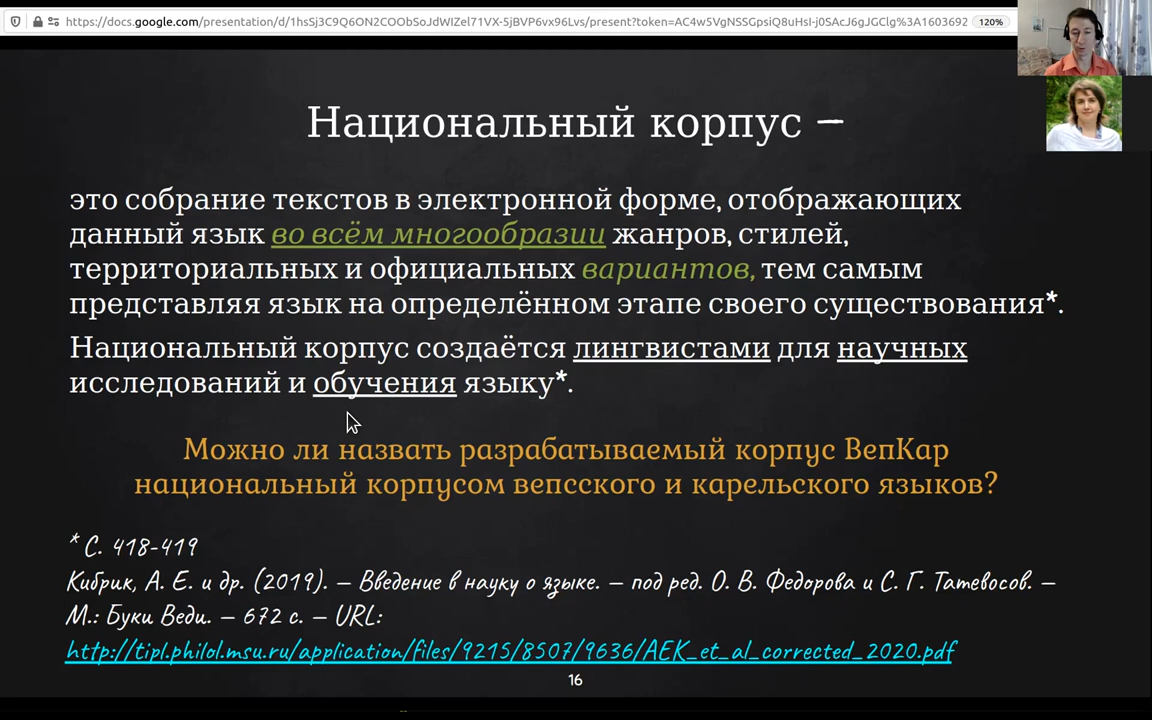 https://docs.google.com/presentation/d/1hsSj3C9Q6ON2COObSoJdWIZel71VX-5jBVP6vx96Lvs/present?token=AC4w5VgNSSGpsiQ8uHsI-j0SAcJ6gJGClg%3A1603692 120%
Национальный корпус –
это собрание текстов в электронной форме, отображающих
данный язык во всём многообразии жанров, стилей,
территориальных и официальных вариантов, тем самым
представляя язык на определённом этапе своего существования*.
Национальный корпус создаётся лингвистами для научных
исследований и обучения языку*.
Можно ли назвать разрабатываемый корпус ВепКар
национальный корпусом вепсского и карельского языков?
* С. 418-419
Кибрик, А. Е. и др. (2019). – Введение в науку о языке. – под ред. О. В. Федорова и С. Г. Татевосов. –
М.: Буки Веди. – 672 с. – URL:
http://tipl.philol.msu.ru/application/files/9215/8507/9636/AEK_et_al_corrected_2020.pdf
16